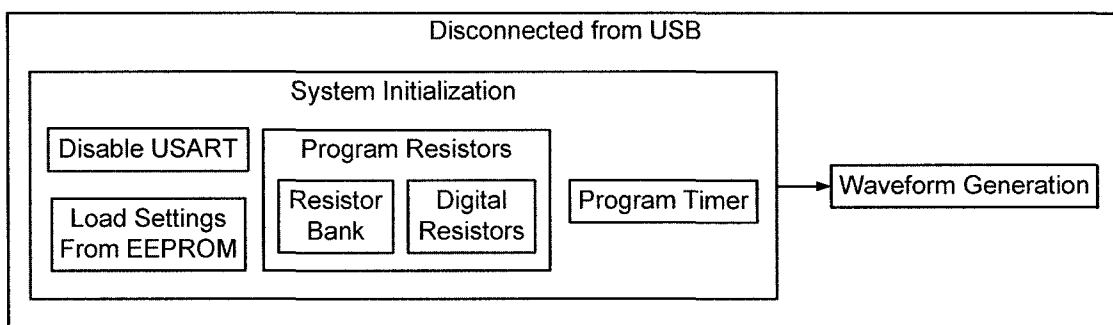 Disconnected from USB
System Initialization
Disable USART
Load Settings
From EEPROM
Program Resistors
Resistor
Bank
Digital
Resistors
Program Timer
Waveform Generation